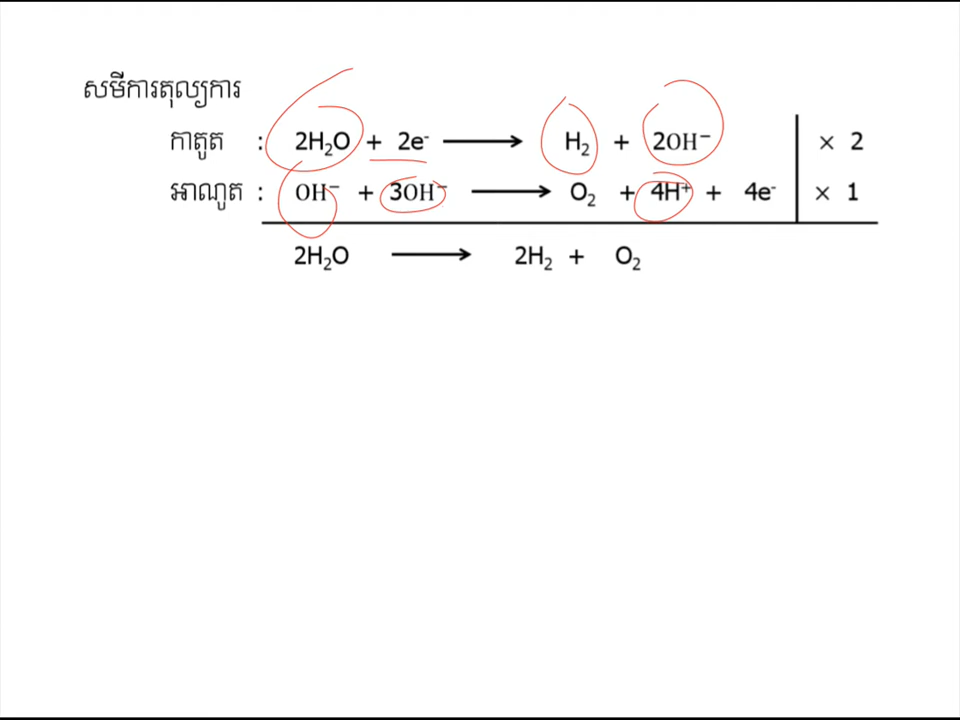 សមីការតុល្យការ
កាតូត : 2H₂O + 2e⁻ ⟶ H₂ + 2OH⁻ × 2
អាណូត : OH⁻ + 3OH⁻ ⟶ O₂ + 4H⁺ + 4e⁻ × 1
2H₂O ⟶ 2H₂ + O₂